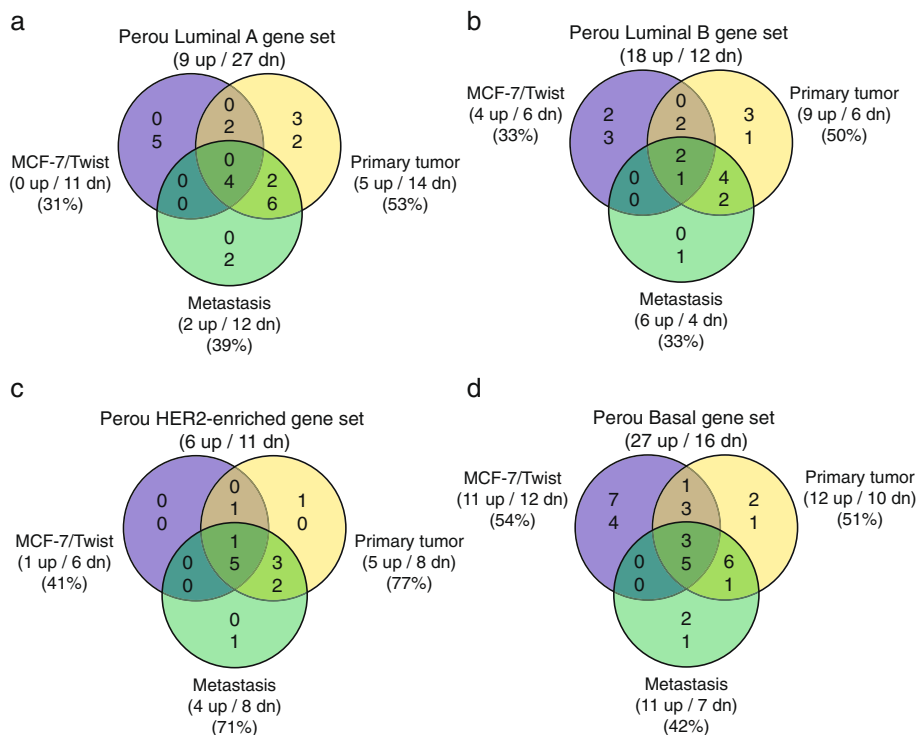 a
Perou Luminal A gene set
(9 up / 27 dn)
0
5
0
2
3
2
0
4
0
0
2
6
0
2
MCF-7/Twist
(0 up / 11 dn)
(31%)
Primary tumor
(5 up / 14 dn)
(53%)
Metastasis
(2 up / 12 dn)
(39%)
b
Perou Luminal B gene set
(18 up / 12 dn)
MCF-7/Twist
(4 up / 6 dn)
(33%)
Primary tumor
(9 up / 6 dn)
(50%)
2
3
0
2
3
1
2
1
0
0
4
2
0
1
Metastasis
(6 up / 4 dn)
(33%)
c
Perou HER2-enriched gene set
(6 up / 11 dn)
0
0
0
1
1
0
1
5
0
0
3
2
0
1
MCF-7/Twist
(1 up / 6 dn)
(41%)
Primary tumor
(5 up / 8 dn)
(77%)
Metastasis
(4 up / 8 dn)
(71%)
d
Perou Basal gene set
(27 up / 16 dn)
MCF-7/Twist
(11 up / 12 dn)
(54%)
Primary tumor
(12 up / 10 dn)
(51%)
7
4
1
3
2
1
3
5
0
0
6
1
2
1
Metastasis
(11 up / 7 dn)
(42%)